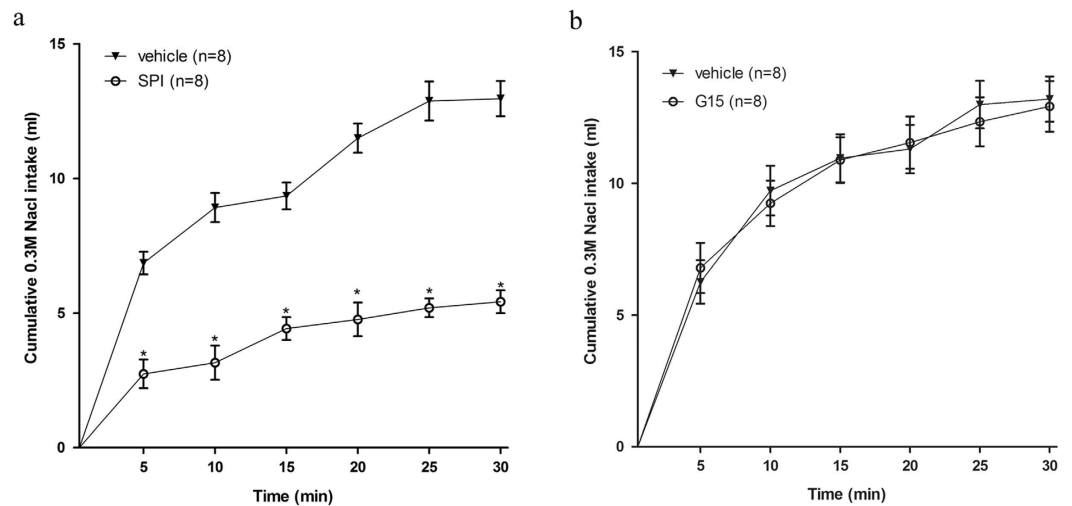 a
15
10
5
0
Cumulative 0.3M Nacl intake (ml)
vehicle (n=8)
SPI (n=8)
* * * * * *
5 10 15 20 25 30
Time (min)
b
15
10
5
0
Cumulative 0.3M Nacl intake (ml)
vehicle (n=8)
G15 (n=8)
5 10 15 20 25 30
Time (min)